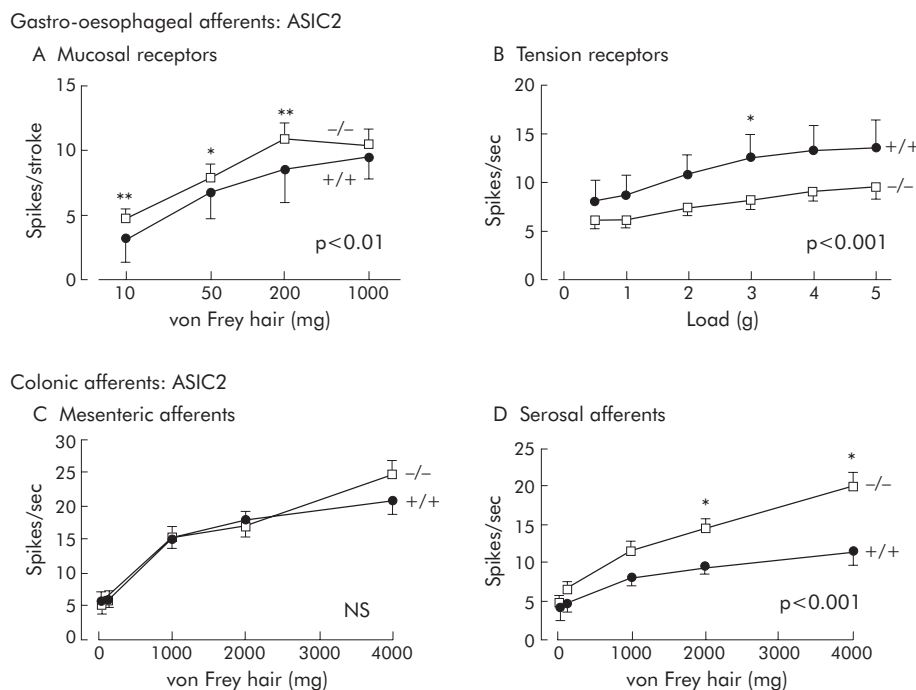 Gastro-oesophageal afferents: ASIC2
A Mucosal receptors
15
10
5
0
Spikes/stroke
**
*
**
–/–
+/+
p<0.01
10 50 200 1000
von Frey hair (mg)
B Tension receptors
20
15
10
5
0
Spikes/sec
*
+/+
–/–
p<0.001
0 1 2 3 4 5
Load (g)
Colonic afferents: ASIC2
C Mesenteric afferents
30
25
20
15
10
5
0
Spikes/sec
–/–
+/+
NS
0 1000 2000 3000 4000
von Frey hair (mg)
D Serosal afferents
25
20
15
10
5
0
Spikes/sec
*
*
–/–
+/+
p<0.001
0 1000 2000 3000 4000
von Frey hair (mg)